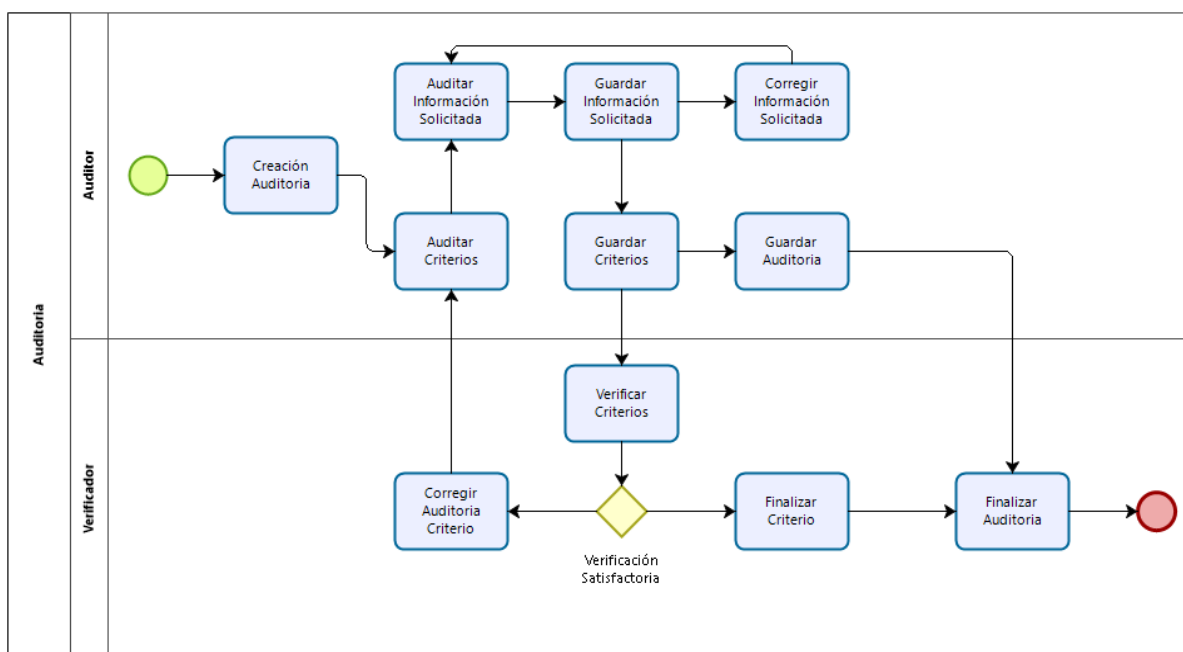 Auditoria
Auditor
Verificador
Auditar
Información
Solicitada
Guardar
Información
Solicitada
Corregir
Información
Solicitada
Creación
Auditoria
Auditar
Criterios
Guardar
Criterios
Guardar
Auditoria
Verificar
Criterios
Corregir
Auditoria
Criterio
Verificación
Satisfactoria
Finalizar
Criterio
Finalizar
Auditoria